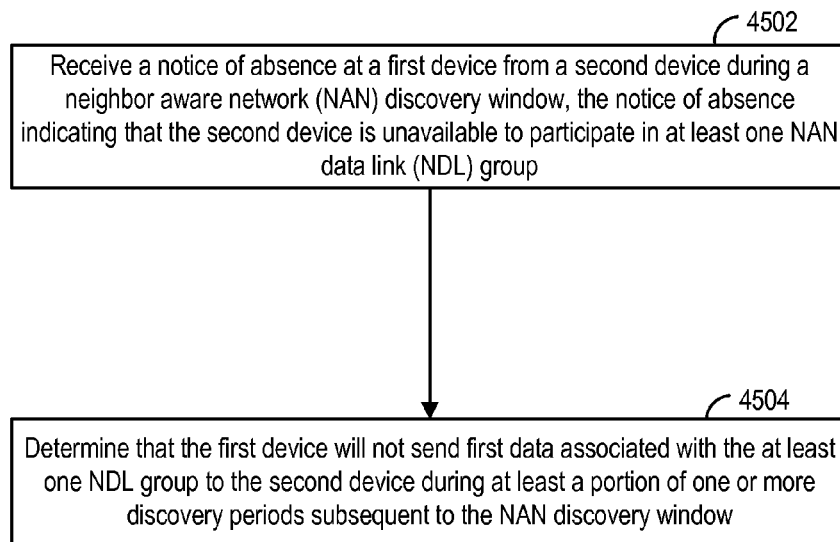 4502
Receive a notice of absence at a first device from a second device during a
neighbor aware network (NAN) discovery window, the notice of absence
indicating that the second device is unavailable to participate in at least one NAN
data link (NDL) group
4504
Determine that the first device will not send first data associated with the at least
one NDL group to the second device during at least a portion of one or more
discovery periods subsequent to the NAN discovery window